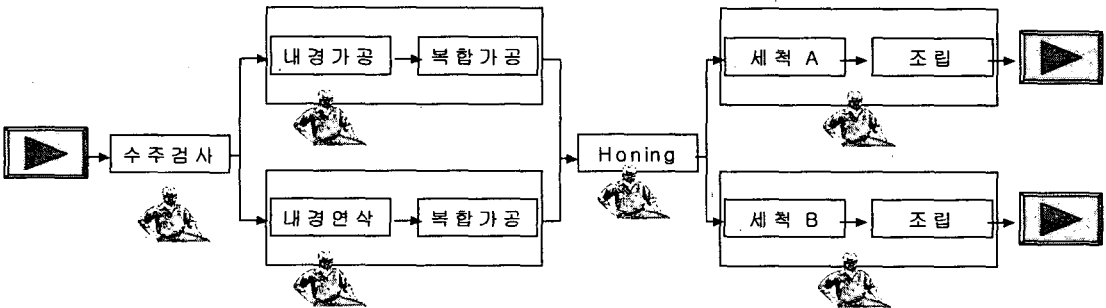 내경가공
복합가공
세척 A
조립
수주검사
Honing
내경연삭
복합가공
세척 B
조립